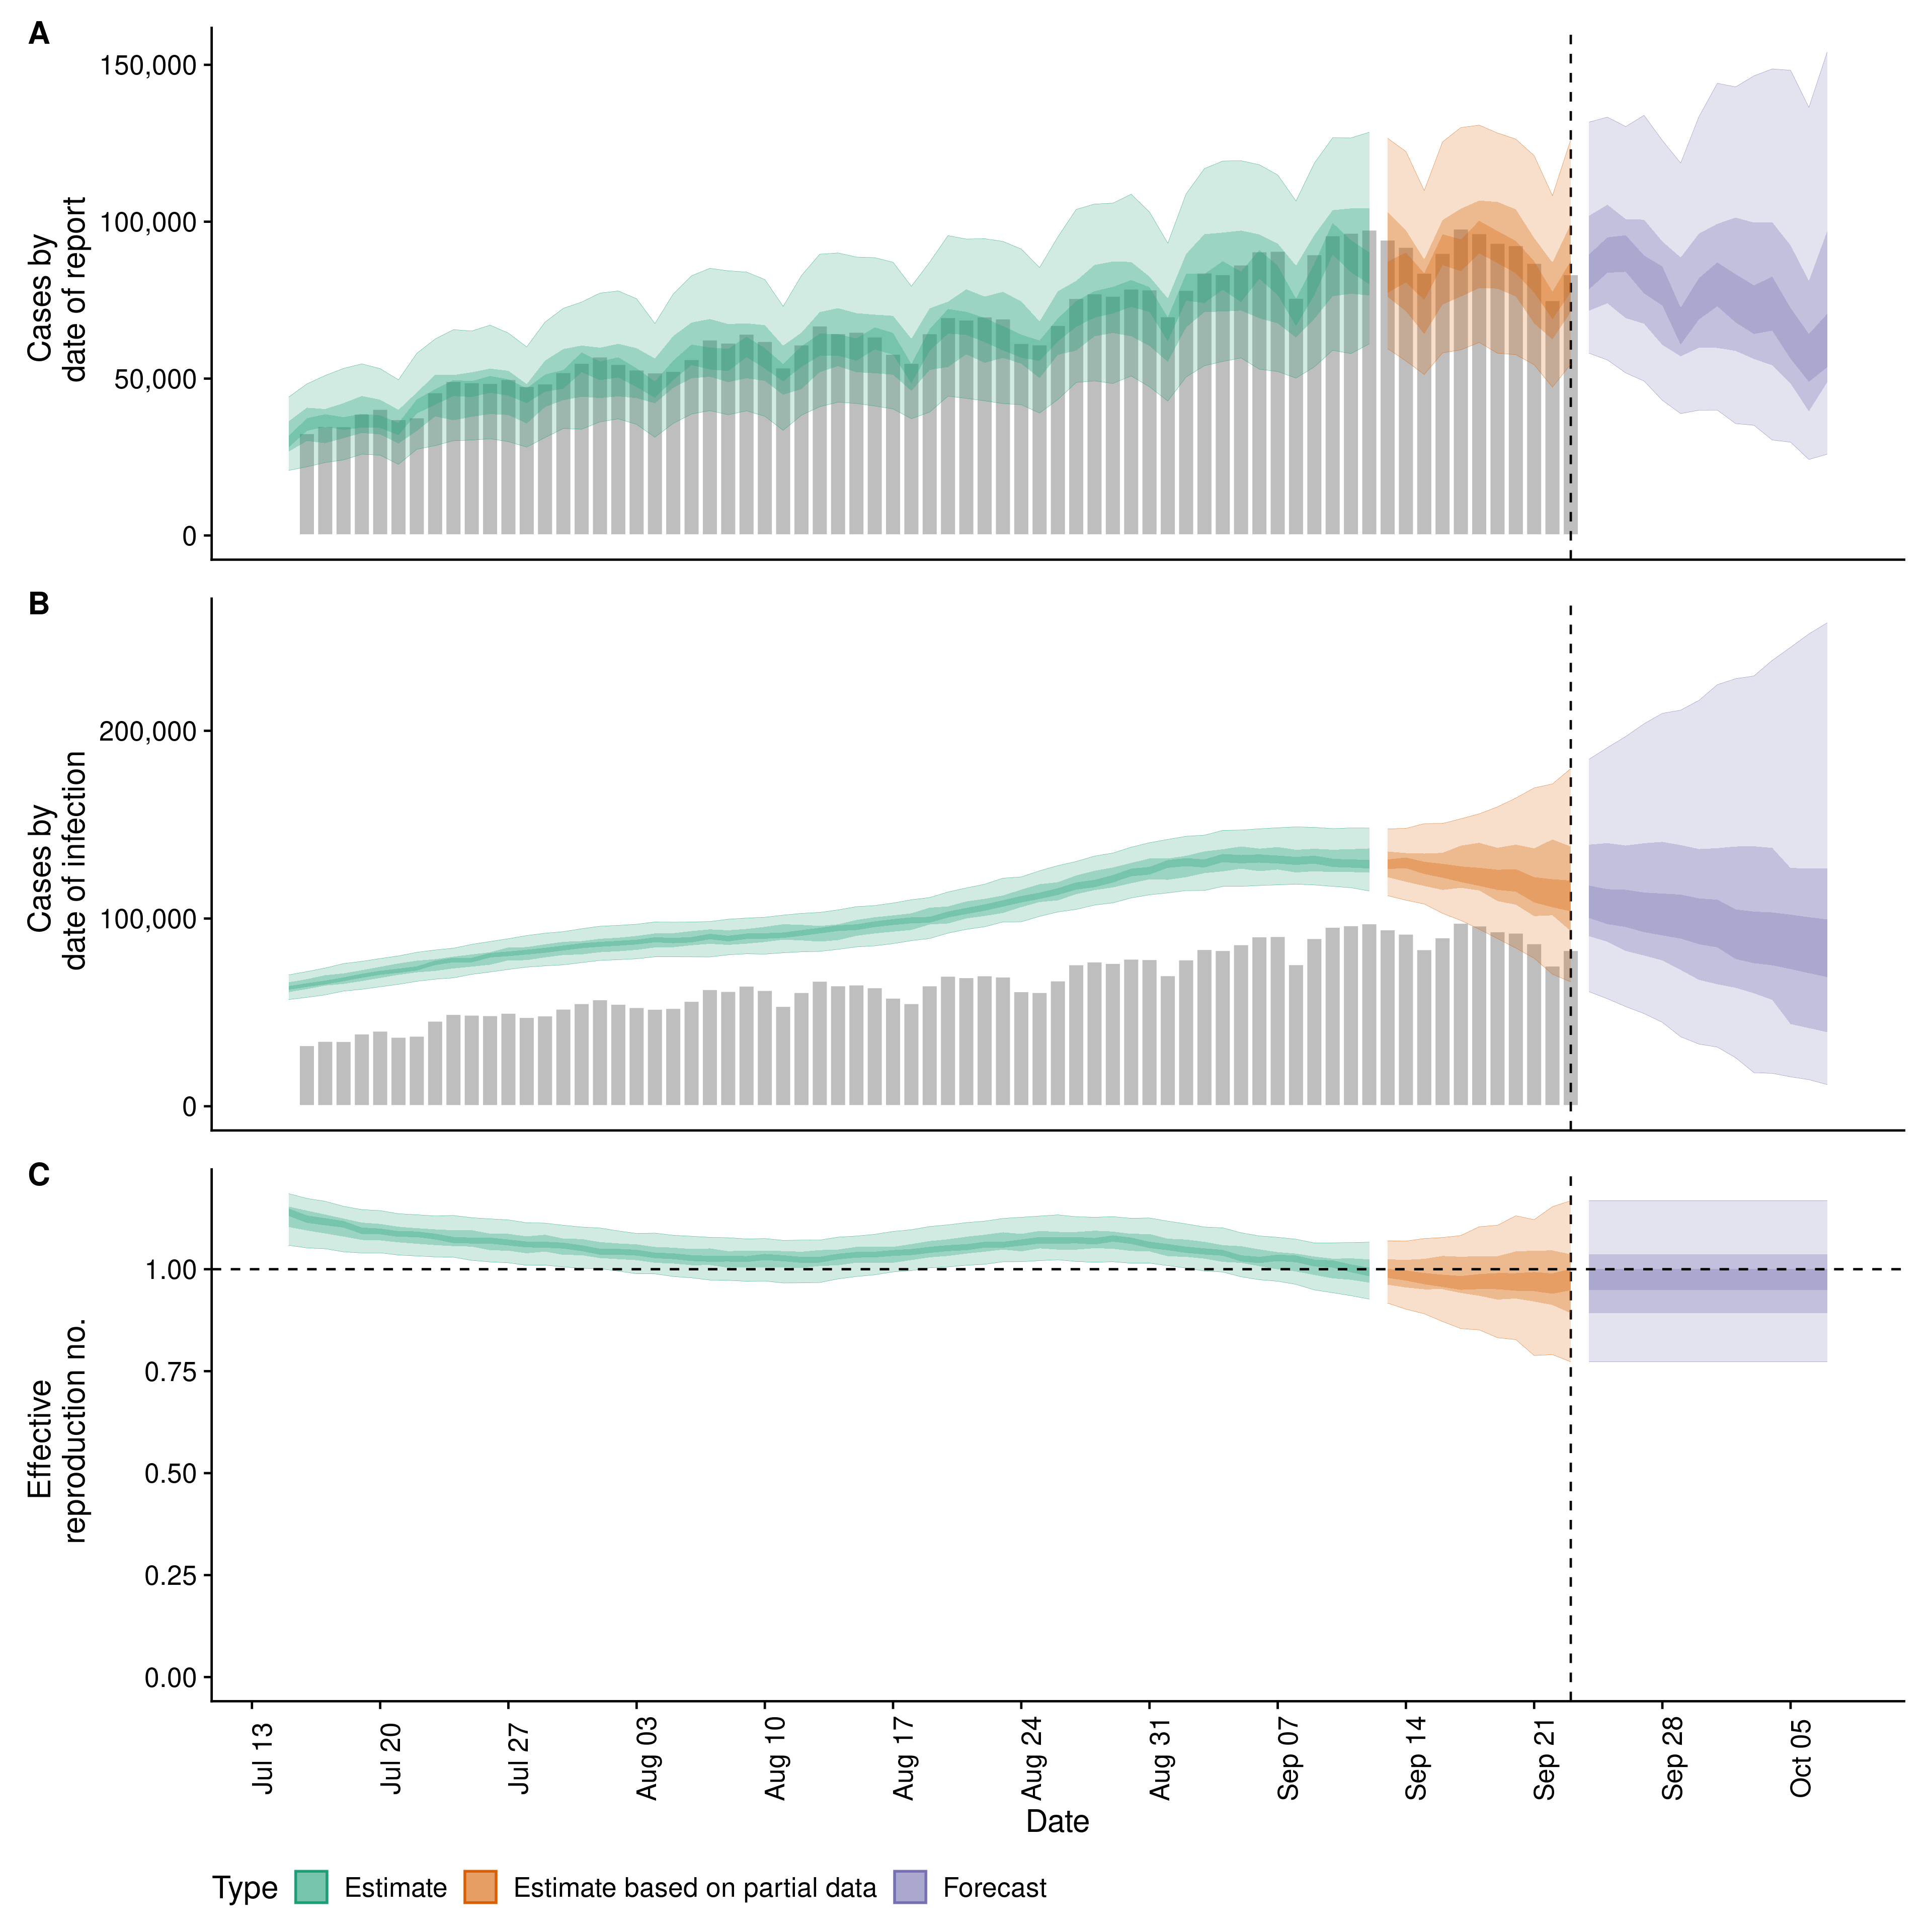 A
Cases by
date of report
150,000
100,000
50,000
0
B
Cases by
date of infection
200,000
100,000
0
C
Effective
reproduction no.
1.00
0.75
0.50
0.25
0.00
Jul 13
Jul 20
Jul 27
Aug 03
Aug 10
Aug 17
Aug 24
Aug 31
Sep 07
Sep 14
Sep 21
Sep 28
Oct 05
Date
Type Estimate Estimate based on partial data Forecast